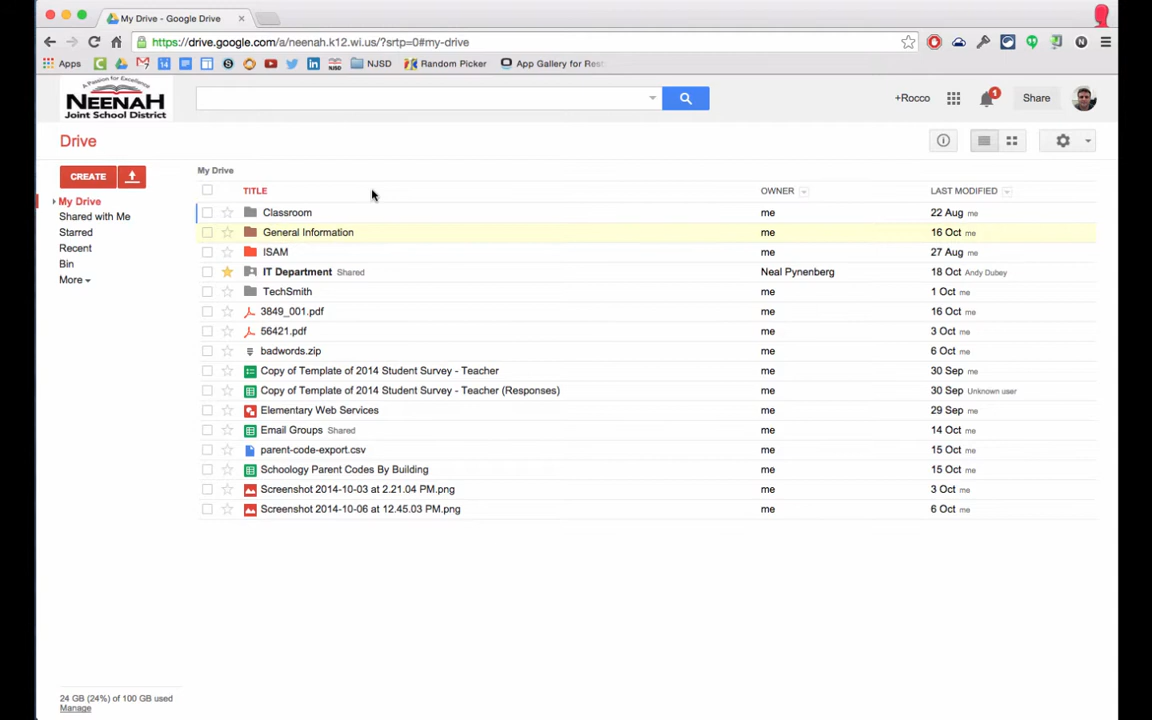 My Drive - Google Drive
https://drive.google.com/a/neenah.k12.wi.us/?srtp=0#my-drive
Apps 14 NJSD Random Picker App Gallery for Res
A Passion for Excellence
NEENAH
Joint School District
+Rocco 1 Share
Drive
CREATE
My Drive
TITLE OWNER LAST MODIFIED
My Drive
Shared with Me
Starred
Recent
Bin
More
Classroom me 22 Aug me
General Information me 16 Oct me
ISAM me 27 Aug me
IT Department Shared Neal Pynenberg 18 Oct Andy Dubey
TechSmith me 1 Oct me
3849_001.pdf me 16 Oct me
56421.pdf me 3 Oct me
badwords.zip me 6 Oct me
Copy of Template of 2014 Student Survey - Teacher me 30 Sep me
Copy of Template of 2014 Student Survey - Teacher (Responses) me 30 Sep Unknown user
Elementary Web Services me 29 Sep me
Email Groups Shared me 14 Oct me
parent-code-export.csv me 15 Oct me
Schoology Parent Codes By Building me 15 Oct me
Screenshot 2014-10-03 at 2.21.04 PM.png me 3 Oct me
Screenshot 2014-10-06 at 12.45.03 PM.png me 6 Oct me
24 GB (24%) of 100 GB used
Manage